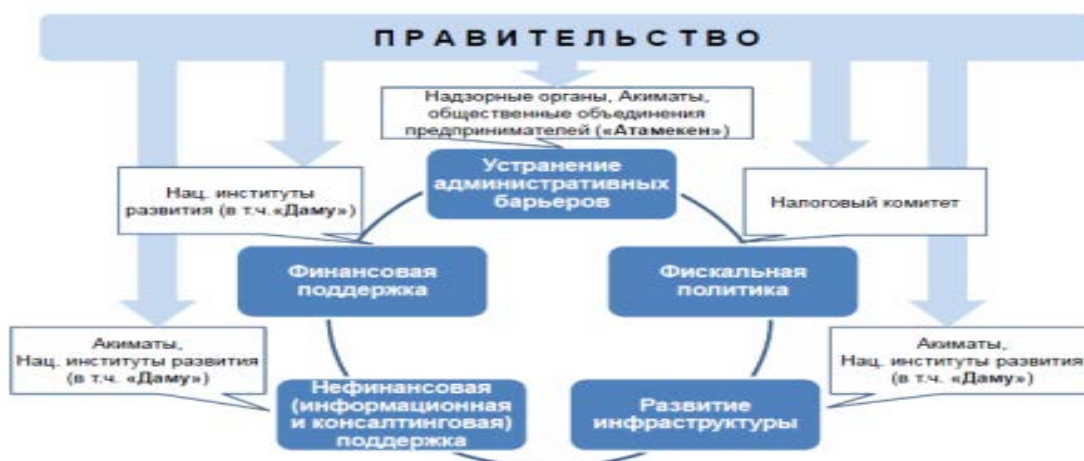 ПРАВИТЕЛЬСТВО
Надзорные органы, Акиматы,
общественные объединения
предпринимателей («Атамекен»)
Устранение
административных
барьеров
Нац. институты
развития (в т.ч.«Даму»)
Налоговый комитет
Финансовая
поддержка
Фискальная
политика
Акиматы,
Нац. институты развития
(в т.ч. «Даму»)
Акиматы,
Нац. институты развития
(в т.ч. «Даму»)
Нефинансовая
(информационная
и консалтинговая)
поддержка
Развитие
инфраструктуры